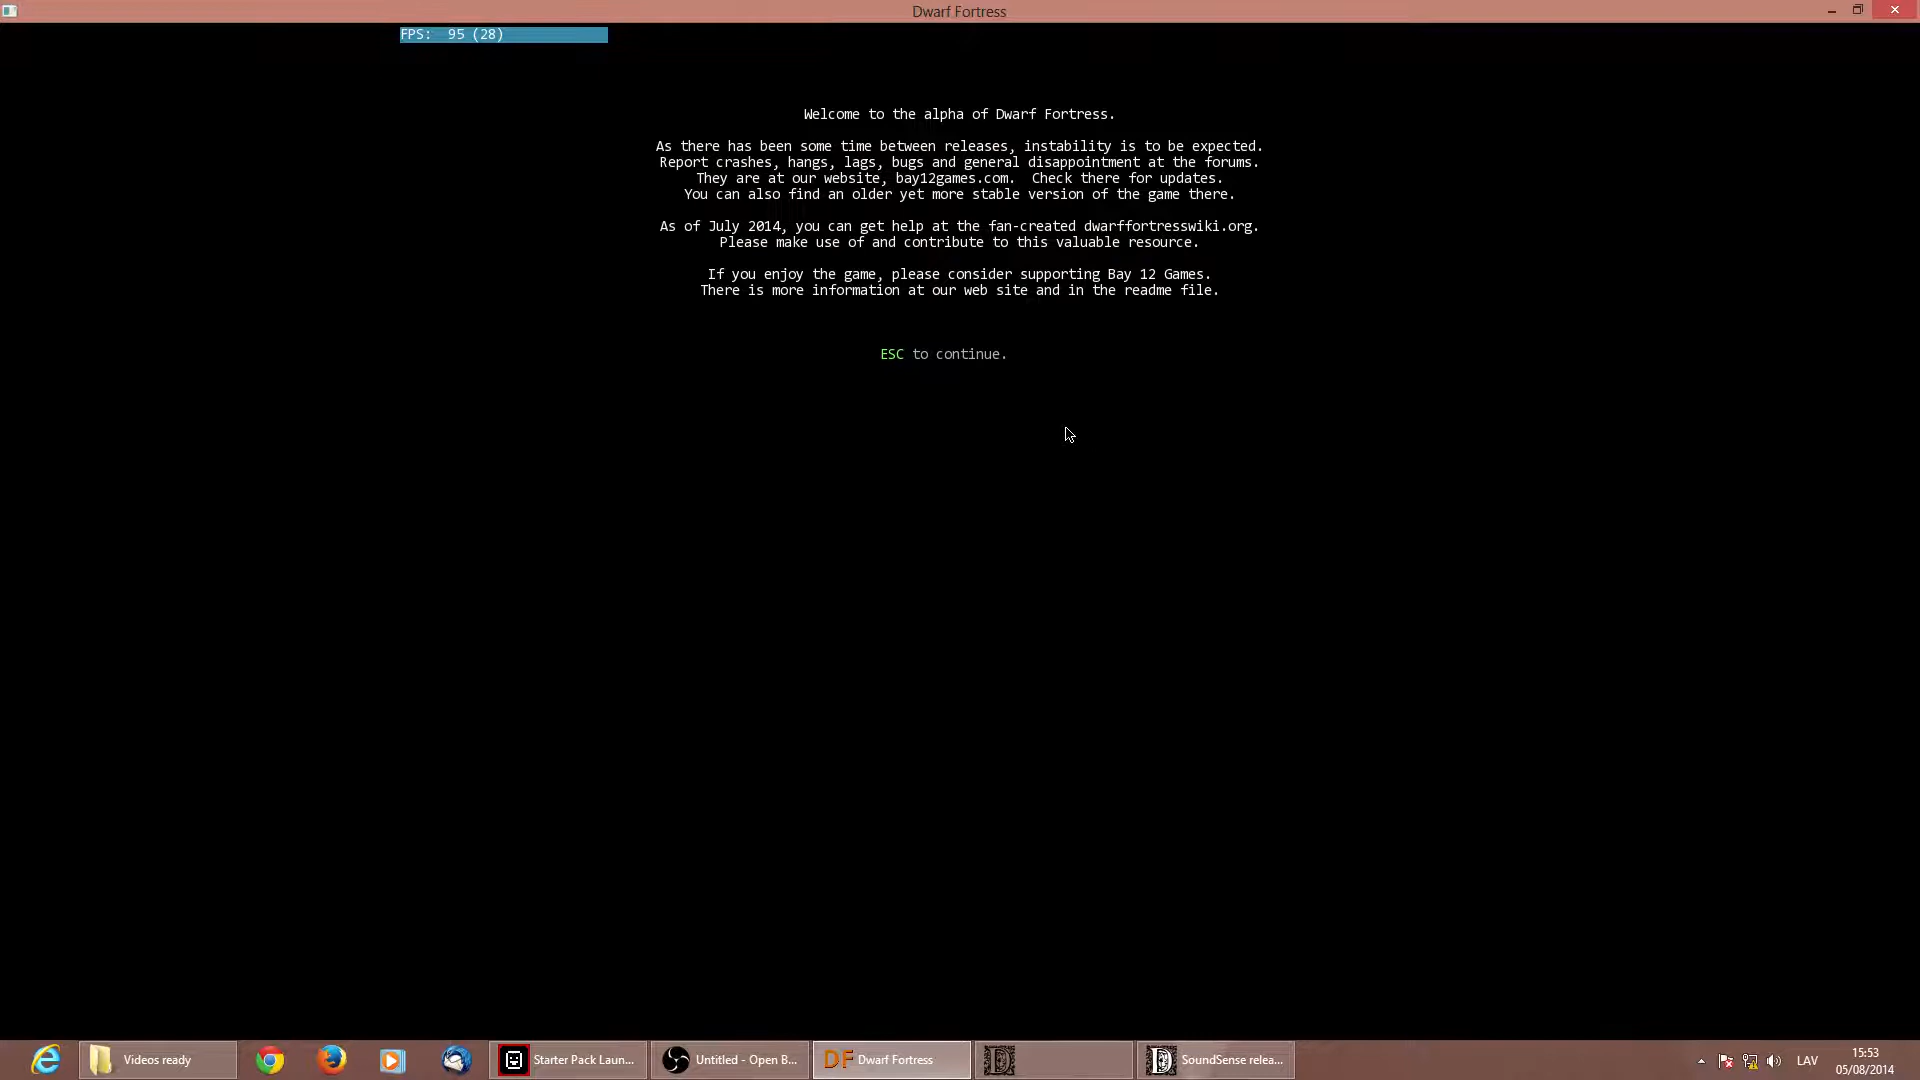 Dwarf Fortress
FPS:  95 (28)
Welcome to the alpha of Dwarf Fortress.
As there has been some time between releases, instability is to be expected.
Report crashes, hangs, lags, bugs and general disappointment at the forums.
They are at our website, bay12games.com.  Check there for updates.
You can also find an older yet more stable version of the game there.
As of July 2014, you can get help at the fan-created dwarffortresswiki.org.
Please make use of and contribute to this valuable resource.
If you enjoy the game, please consider supporting Bay 12 Games.
There is more information at our web site and in the readme file.
ESC to continue.
Videos ready
Starter Pack Laun...
Untitled - Open B...
DF Dwarf Fortress
D
D SoundSense relea...
LAV
15:53
05/08/2014